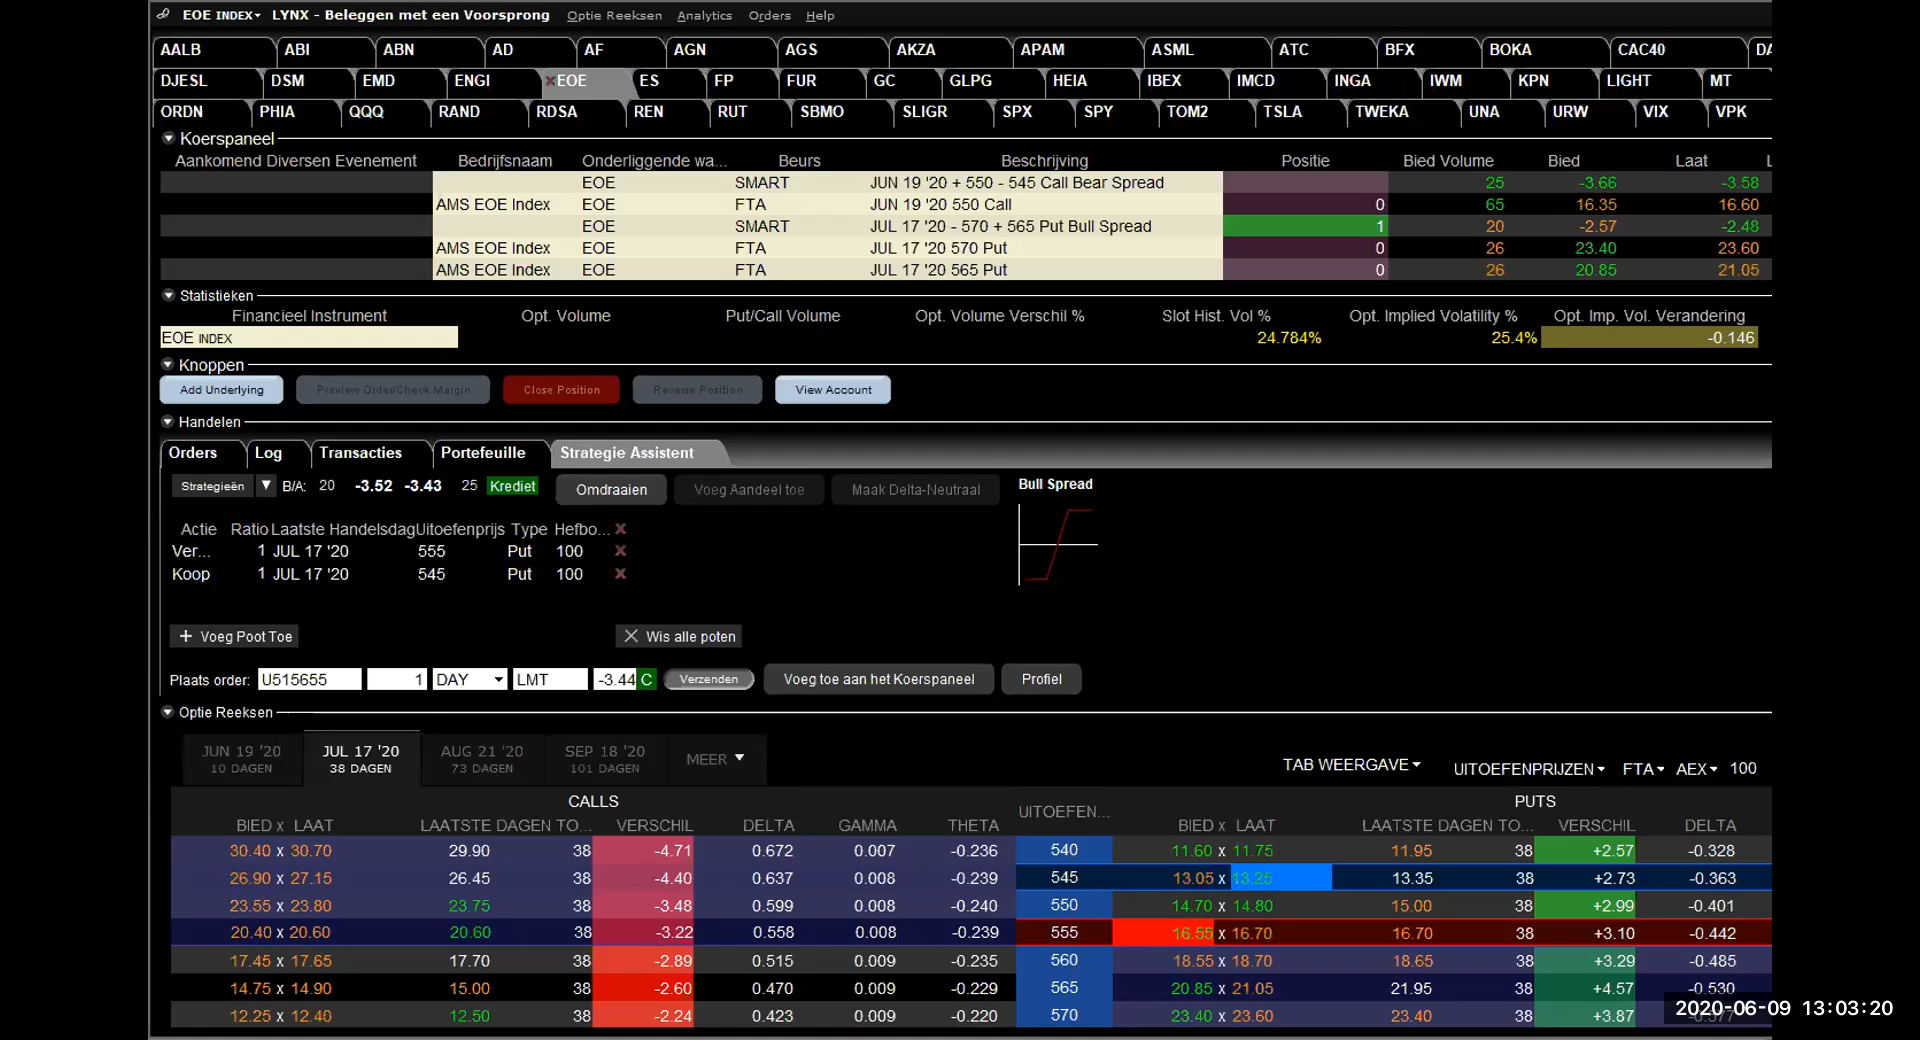 EOE INDEX LYNX - Beleggen met een Voorsprong Optie Reeksen Analytics Orders Help
AALB ABI ABN AD AF AGN AGS AKZA APAM ASML ATC BFX BOKA CAC40 DA
DJESL DSM EMD ENGI EOE ES FP FUR GC GLPG HEIA IBEX IMCD INGA IWM KPN LIGHT MT
ORDN PHIA QQQ RAND RDSA REN RUT SBMO SLIGR SPX SPY TOM2 TSLA TWEKA UNA URW VIX VPK
Koerspaneel
Aankomend Diversen Evenement Bedrijfsnaam Onderliggende wa... Beurs Beschrijving Positie Bied Volume Bied Laat L
EOE SMART JUN 19 '20 + 550 - 545 Call Bear Spread 25 -3.66 -3.58
AMS EOE Index EOE FTA JUN 19 '20 550 Call 0 65 16.35 16.60
EOE SMART JUL 17 '20 - 570 + 565 Put Bull Spread 1 20 -2.57 -2.48
AMS EOE Index EOE FTA JUL 17 '20 570 Put 0 26 23.40 23.60
AMS EOE Index EOE FTA JUL 17 '20 565 Put 0 26 20.85 21.05
Statistieken
Financieel Instrument Opt. Volume Put/Call Volume Opt. Volume Verschil % Slot Hist. Vol % Opt. Implied Volatility % Opt. Imp. Vol. Verandering
EOE INDEX 24.784% 25.4% -0.146
Knoppen
Add Underlying Preview Order/Check Margin Close Position Reverse Position View Account
Handelen
Orders Log Transacties Portefeuille Strategie Assistent
Strategieën B/A: 20 -3.52 -3.43 25 Krediet Omdraaien Voeg Aandeel toe Maak Delta-Neutraal Bull Spread
Actie Ratio Laatste Handelsdag Uitoefenprijs Type Hefbo... X
Ver... 1 JUL 17 '20 555 Put 100 X
Koop 1 JUL 17 '20 545 Put 100 X
+ Voeg Poot Toe X Wis alle poten
Plaats order: U515655 1 DAY LMT -3.44 C Verzenden Voeg toe aan het Koerspaneel Profiel
Optie Reeksen
JUN 19 '20 JUL 17 '20 AUG 21 '20 SEP 18 '20 MEER
10 DAGEN 38 DAGEN 73 DAGEN 101 DAGEN
TAB WEERGAVE UITOEFENPRIJZEN FTA AEX 100
CALLS UITOEFEN... PUTS
BIED x LAAT LAATSTE DAGEN TO... VERSCHIL DELTA GAMMA THETA BIED x LAAT LAATSTE DAGEN TO... VERSCHIL DELTA
30.40 x 30.70 29.90 38 -4.71 0.672 0.007 -0.236 540 11.60 x 11.75 11.95 38 +2.57 -0.328
26.90 x 27.15 26.45 38 -4.40 0.637 0.008 -0.239 545 13.05 x 13.25 13.35 38 +2.73 -0.363
23.55 x 23.80 23.75 38 -3.48 0.599 0.008 -0.240 550 14.70 x 14.80 15.00 38 +2.99 -0.401
20.40 x 20.60 20.60 38 -3.22 0.558 0.008 -0.239 555 16.55 x 16.70 16.70 38 +3.10 -0.442
17.45 x 17.65 17.70 38 -2.89 0.515 0.009 -0.235 560 18.55 x 18.70 18.65 38 +3.29 -0.485
14.75 x 14.90 15.00 38 -2.60 0.470 0.009 -0.229 565 20.85 x 21.05 21.95 38 +4.57 -0.530
12.25 x 12.40 12.50 38 -2.24 0.423 0.009 -0.220 570 23.40 x 23.60 23.40 38 +3.87
2020-06-09 13:03:20